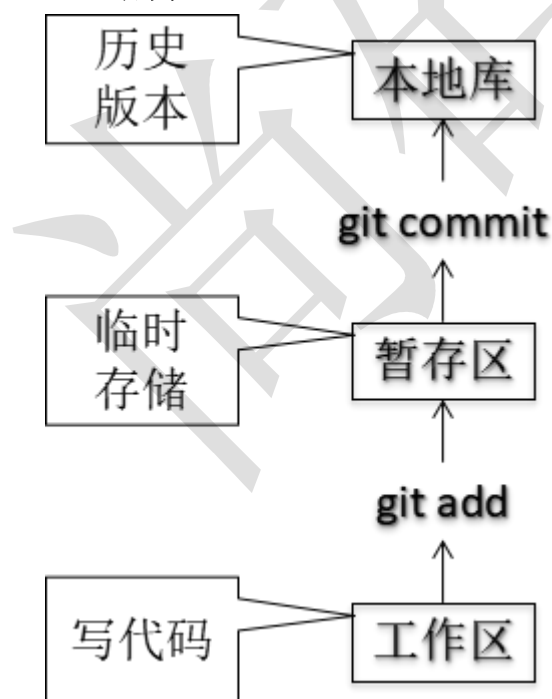 历史
版本
本地库
git commit
临时
存储
暂存区
git add
写代码
工作区